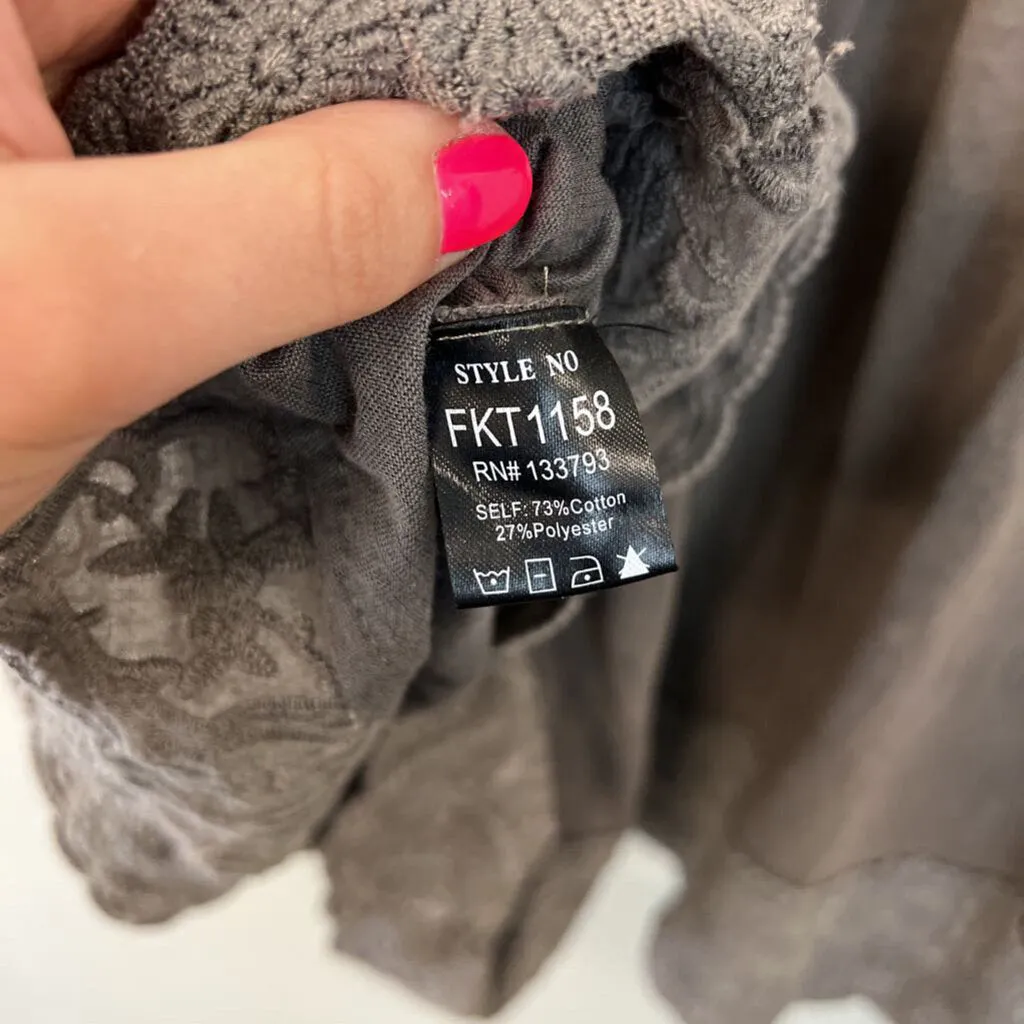 STYLE NO
FKT1158
RN# 133793
SELF: 73%Cotton
27%Polyester